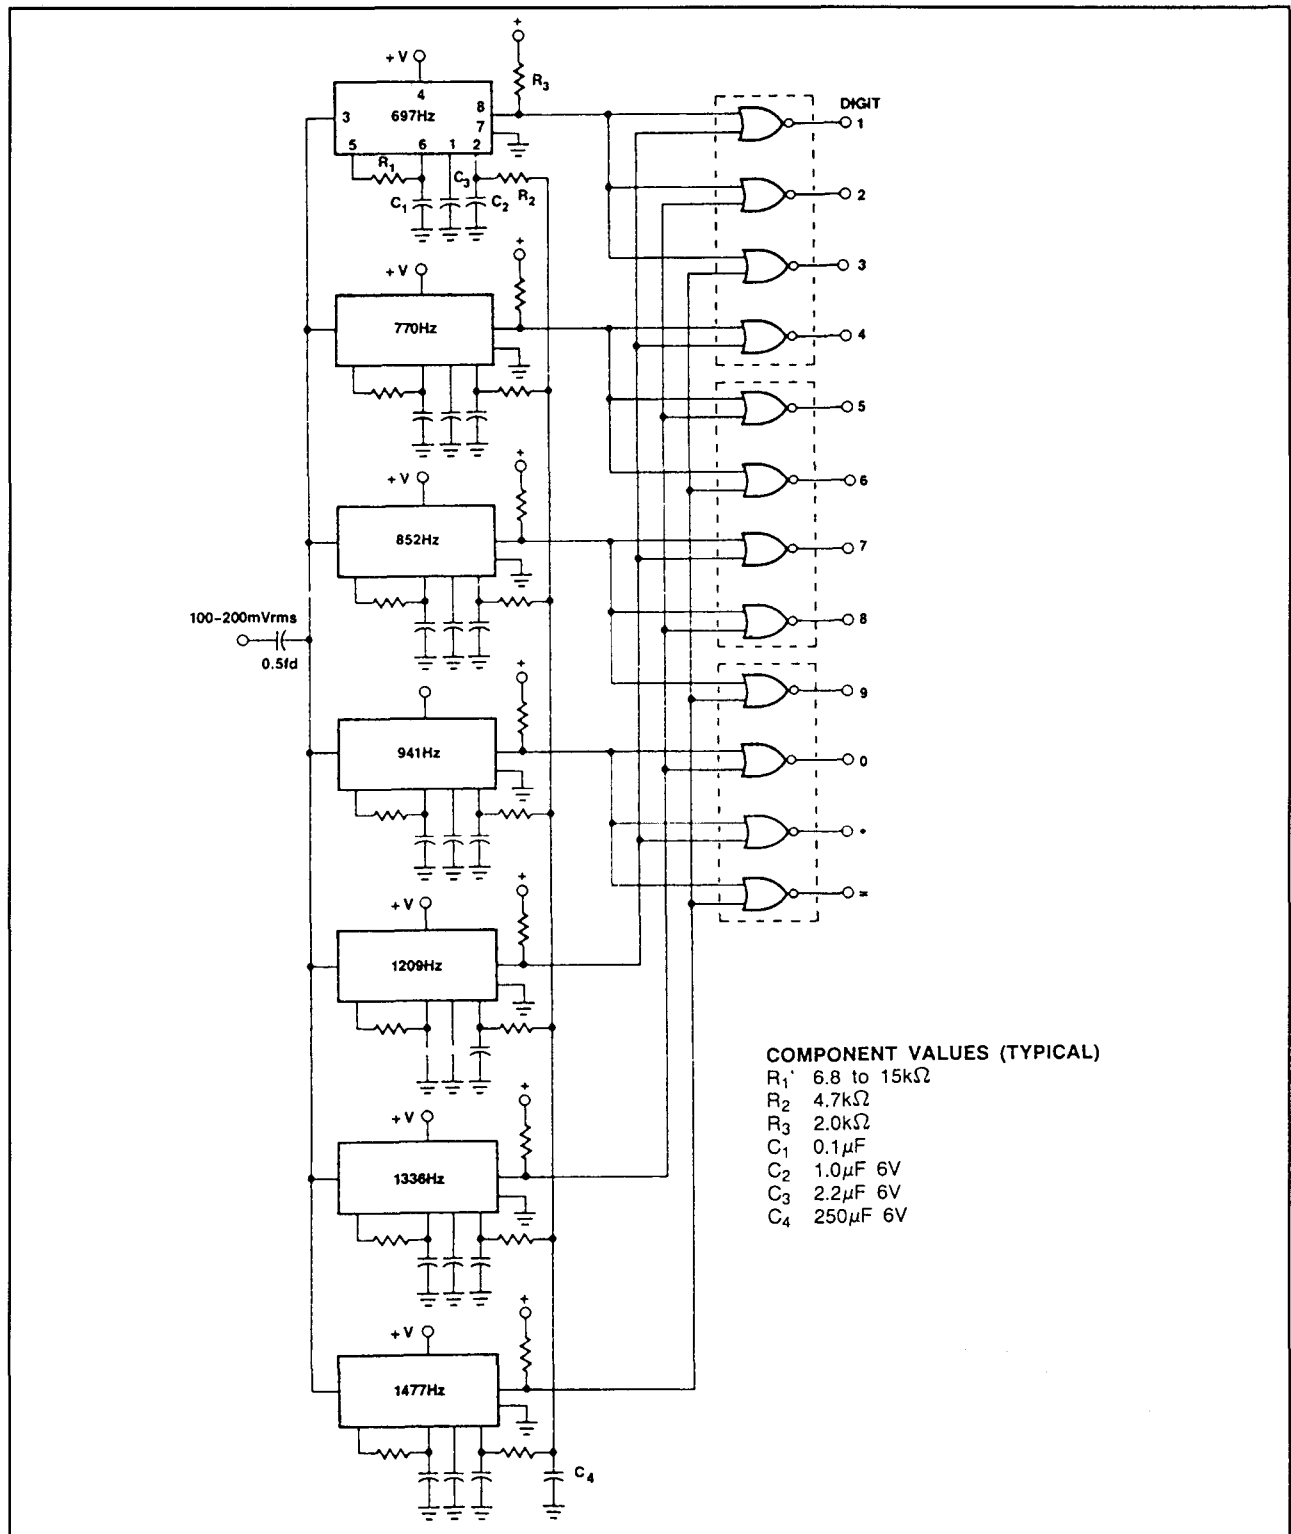 +
+V
R3
4
DIGIT
3
697Hz
8
7
1
5
6
1
2
R1
C3
R2
2
C1
C2
+
+V
3
770Hz
4
+
+V
5
6
852Hz
7
100-200mVrms
8
0.5fd
+
9
941Hz
0
+
*
+V
=
1209Hz
COMPONENT VALUES (TYPICAL)
R1 6.8 to 15kΩ
R2 4.7kΩ
R3 2.0kΩ
C1 0.1μF
C2 1.0μF 6V
C3 2.2μF 6V
C4 250μF 6V
+
+V
1336Hz
+
+V
1477Hz
C4